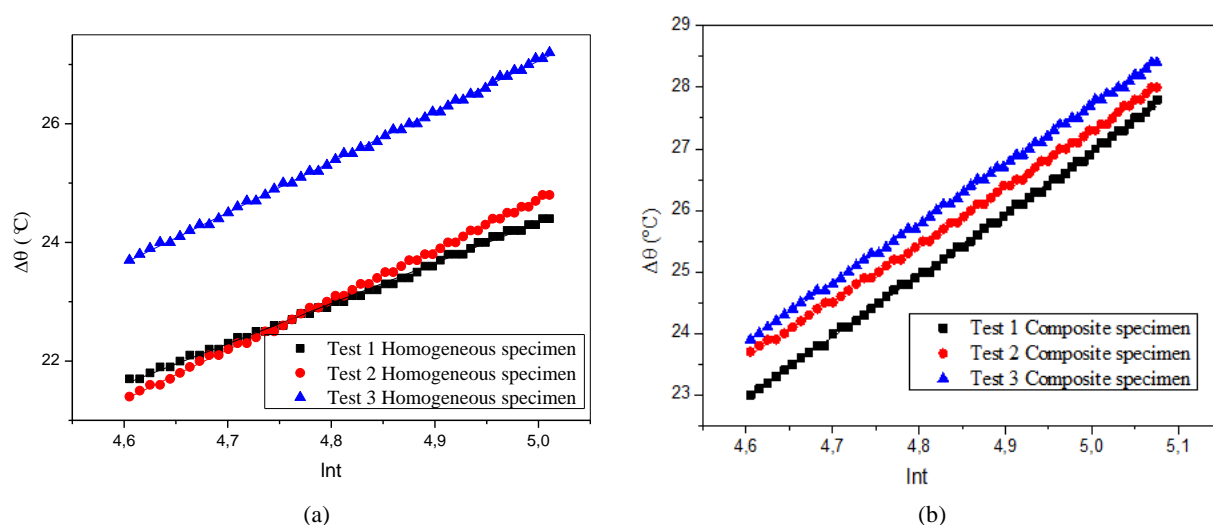 26
24
22
Δθ ( °C)
Test 1 Homogeneous specimen
Test 2 Homogeneous specimen
Test 3 Homogeneous specimen
4,6 4,7 4,8 4,9 5,0
lnt
(a)
29
28
27
26
25
24
23
Δθ (°C)
Test 1 Composite specimen
Test 2 Composite specimen
Test 3 Composite specimen
4,6 4,7 4,8 4,9 5,0 5,1
lnt
(b)